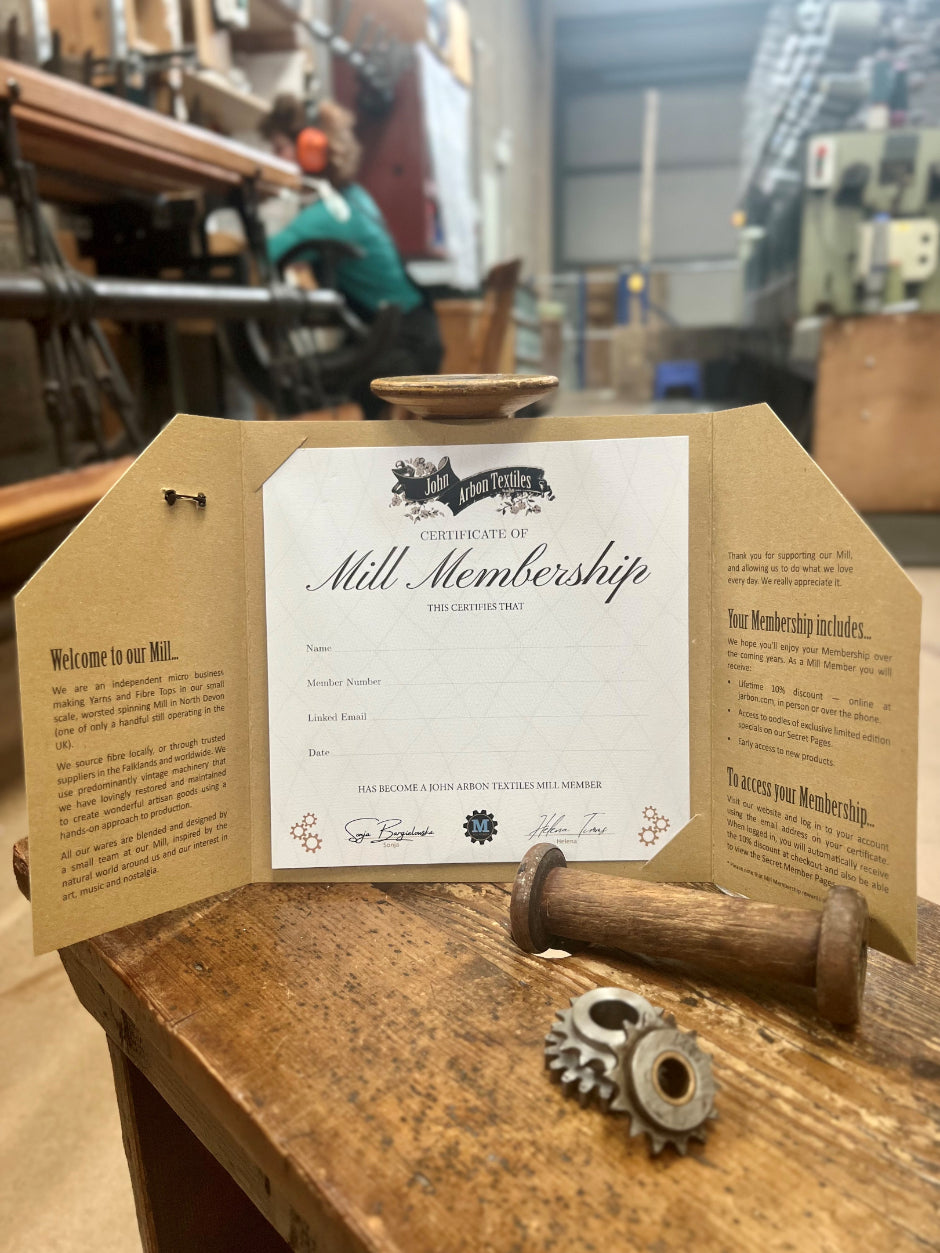 Welcome to our Mill...
We are an independent micro business
making Yarns and Fibre Tops in our small
scale, worsted spinning Mill in North Devon
(one of only a handful still operating in the
UK).
We source fibre locally, or through trusted
suppliers in the Falklands and worldwide. We
use predominantly vintage machinery that
we have lovingly restored and maintained
to create wonderful artisan goods using a
hands-on approach to production.
All our wares are blended and designed by
a small team at our Mill, inspired by the
natural world around us and our interest in
art, music and nostalgia.
John Arbon Textiles
CERTIFICATE OF
Mill Membership
THIS CERTIFIES THAT
Name
Member Number
Linked Email
Date
HAS BECOME A JOHN ARBON TEXTILES MILL MEMBER
Sonja Bargielowska
M
Helena
Sonja
Helena
Thank you for supporting our Mill,
and allowing us to do what we love
every day. We really appreciate it.
Your Membership includes...
We hope you'll enjoy your Membership over
the coming years. As a Mill Member you will
receive:
• Lifetime 10% discount — online at
jarbon.com, in person or over the phone.
• Access to oodles of exclusive limited edition
specials on our Secret Pages.
• Early access to new products.
To access your Membership...
Visit our website and log in to your account
using the email address on your certificate.
When logged in, you will automatically receive
the 10% discount at checkout and also be able
to view the Secret Member Pages.
that Mill Membership